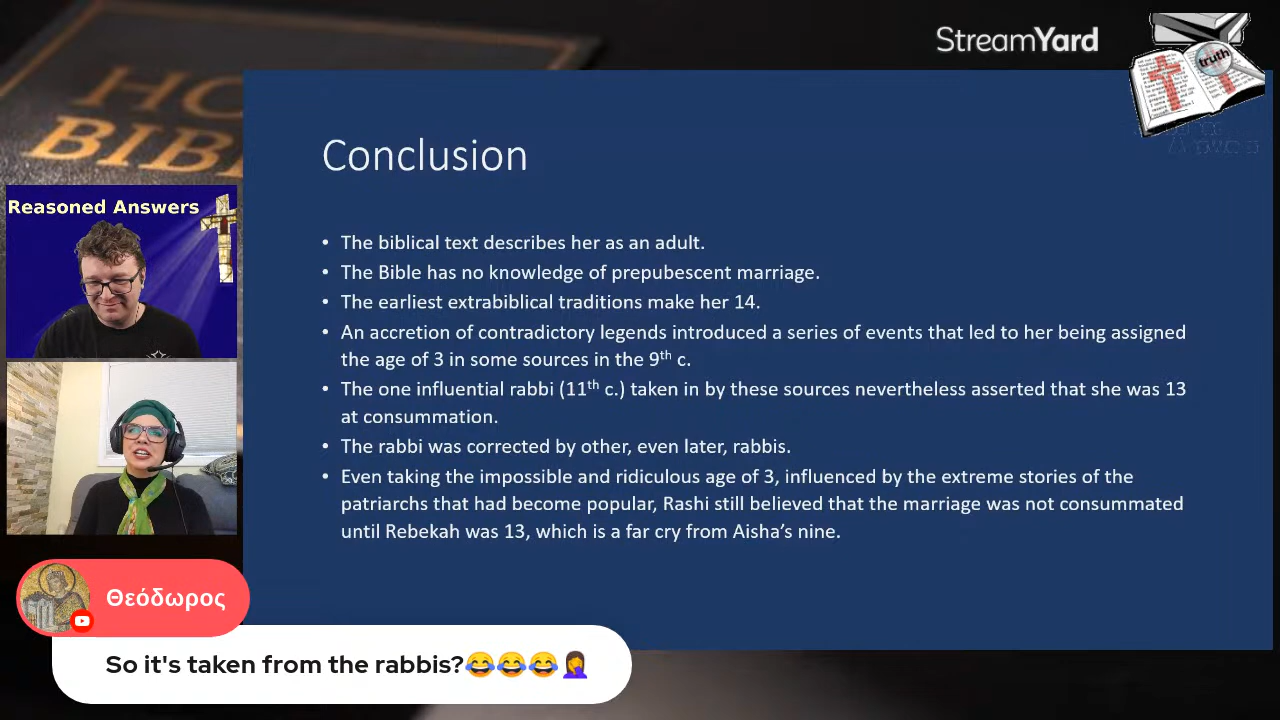 StreamYard
truth
HO
BIB
Reasoned Answers
Conclusion
• The biblical text describes her as an adult.
• The Bible has no knowledge of prepubescent marriage.
• The earliest extrabiblical traditions make her 14.
• An accretion of contradictory legends introduced a series of events that led to her being assigned
the age of 3 in some sources in the 9th c.
• The one influential rabbi (11th c.) taken in by these sources nevertheless asserted that she was 13
at consummation.
• The rabbi was corrected by other, even later, rabbis.
• Even taking the impossible and ridiculous age of 3, influenced by the extreme stories of the
patriarchs that had become popular, Rashi still believed that the marriage was not consummated
until Rebekah was 13, which is a far cry from Aisha's nine.
Θεόδωρος
So it's taken from the rabbis?😂😂😂🤦‍♀️